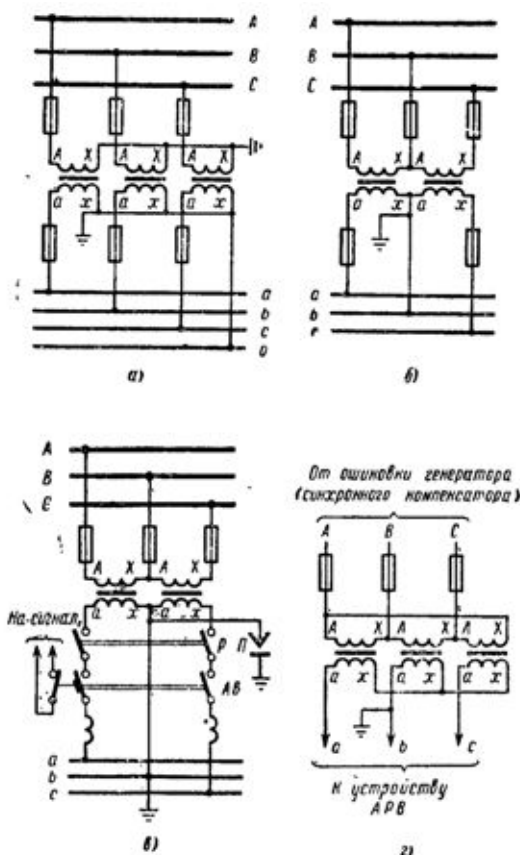 A
B
C
A X A X A X
a x a x a x
a
b
c
0
а)
A
B
C
A X A X
a x a x
a
b
c
б)
A
B
C
A X A X
a x a x
На сигнал
P
П
АВ
a
b
c
в)
От ошиновки генератора
(синхронного компенсатора)
A B C
A X A X A X
a x a x a x
a b c
К устройству
АРВ
г)